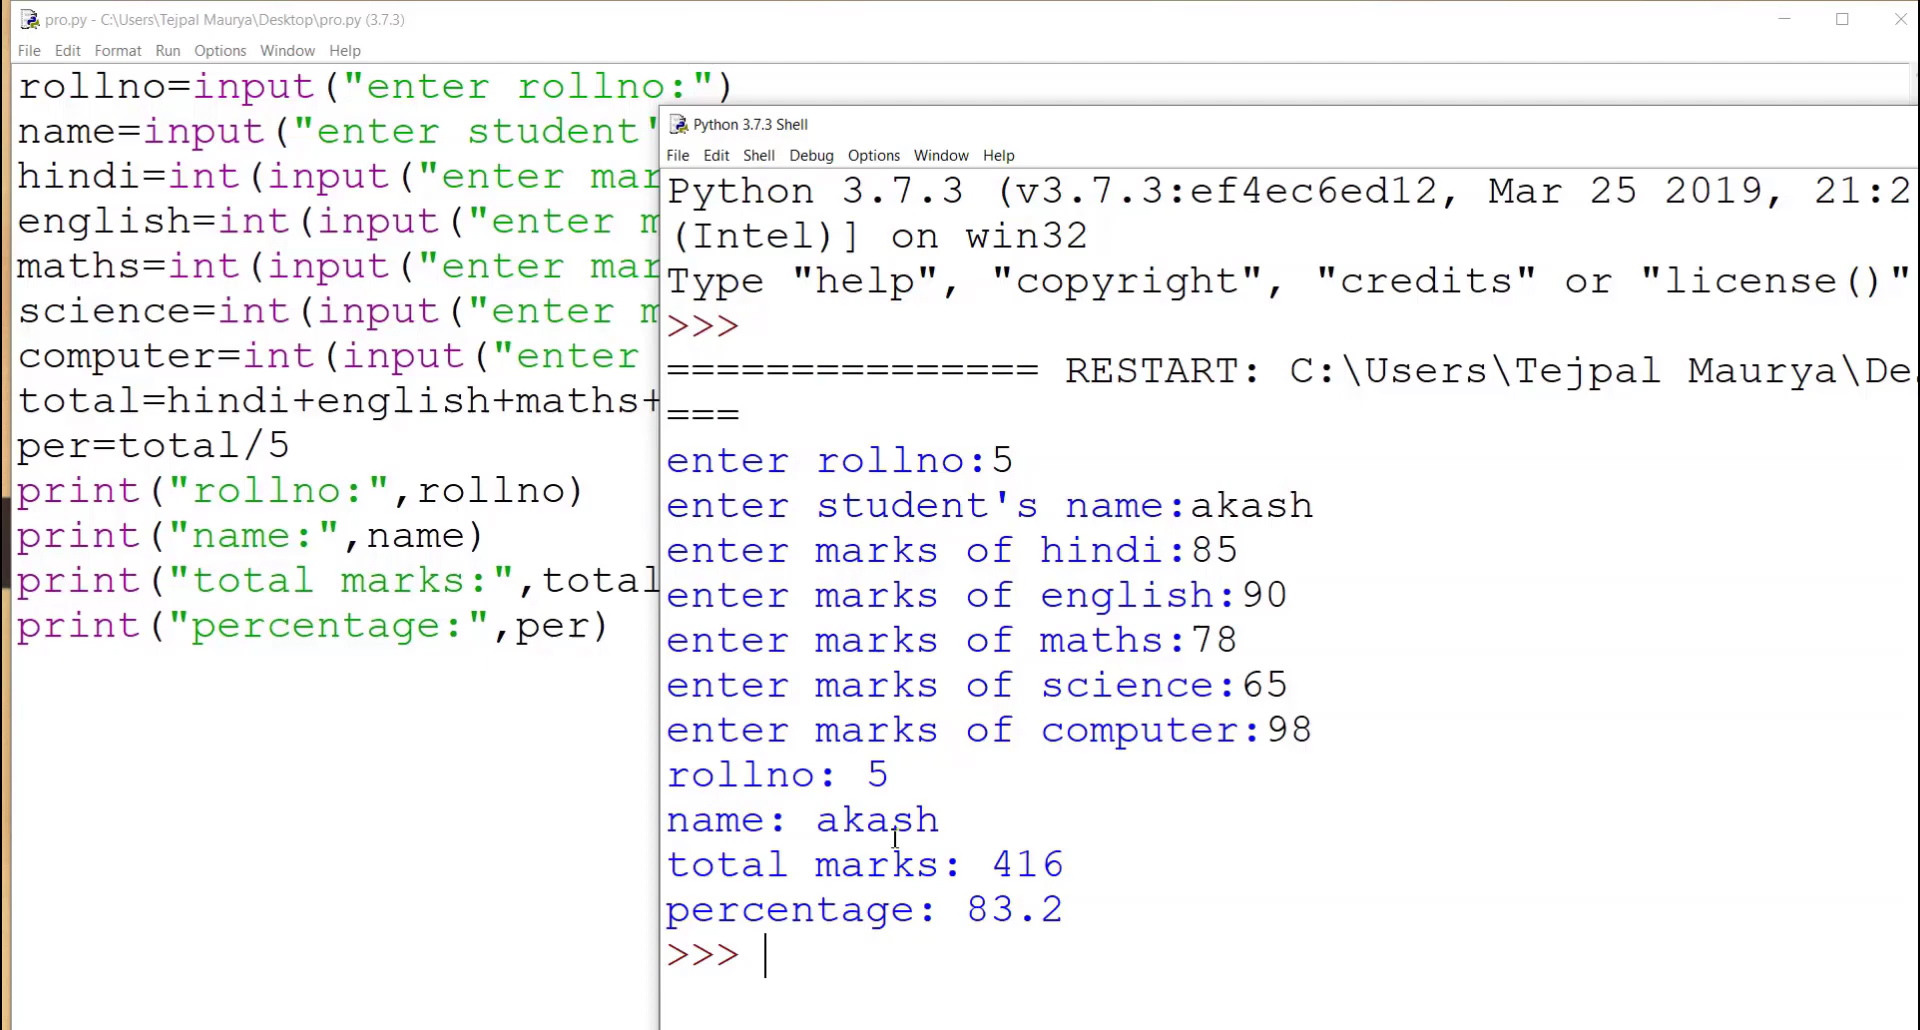 pro.py - C:\Users\Tejpal Maurya\Desktop\pro.py (3.7.3)
File Edit Format Run Options Window Help
rollno=input("enter rollno:")
name=input("enter student'
hindi=int(input("enter mar
english=int(input("enter m
maths=int(input("enter mar
science=int(input("enter m
computer=int(input("enter
total=hindi+english+maths+
per=total/5
print("rollno:",rollno)
print("name:",name)
print("total marks:",total
print("percentage:",per)
Python 3.7.3 Shell
File Edit Shell Debug Options Window Help
Python 3.7.3 (v3.7.3:ef4ec6ed12, Mar 25 2019, 21:2
(Intel)] on win32
Type "help", "copyright", "credits" or "license()"
>>>
=============== RESTART: C:\Users\Tejpal Maurya\De
===
enter rollno:5
enter student's name:akash
enter marks of hindi:85
enter marks of english:90
enter marks of maths:78
enter marks of science:65
enter marks of computer:98
rollno: 5
name: akash
total marks: 416
percentage: 83.2
>>>